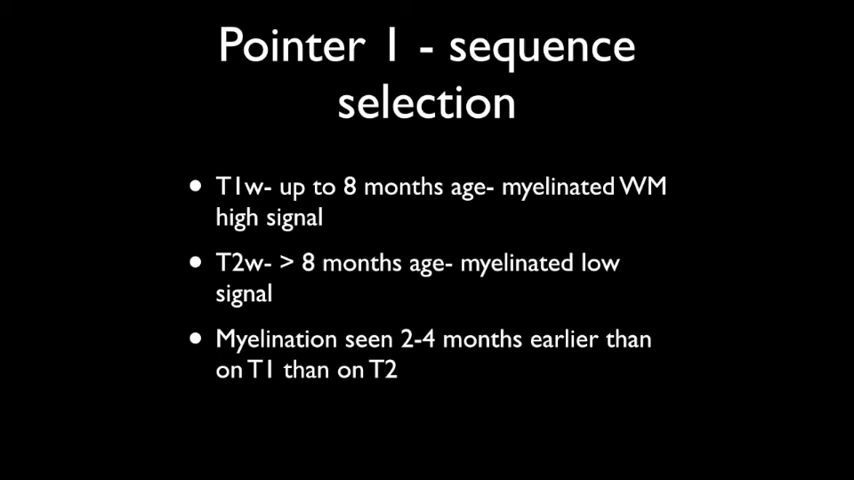 Pointer 1 - sequence
selection
• T1w- up to 8 months age- myelinated WM
high signal
• T2w- > 8 months age- myelinated low
signal
• Myelination seen 2-4 months earlier than
on T1 than on T2